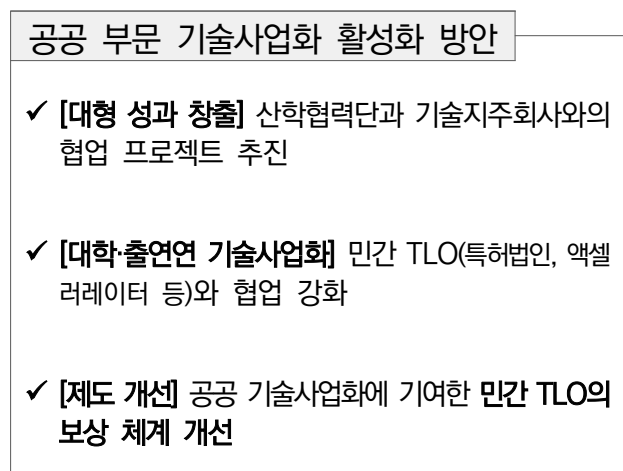 공공 부문 기술사업화 활성화 방안
✓ [대형 성과 창출] 산학협력단과 기술지주회사와의
협업 프로젝트 추진
✓ [대학·출연연 기술사업화] 민간 TLO(특허법인, 액셀
러레이터 등)와 협업 강화
✓ [제도 개선] 공공 기술사업화에 기여한 민간 TLO의
보상 체계 개선